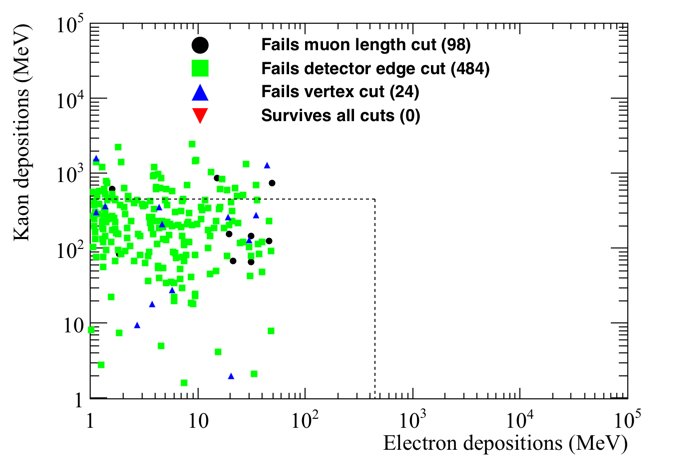 Kaon depositions (MeV)
10^5
10^4
10^3
10^2
10
1
Fails muon length cut (98)
Fails detector edge cut (484)
Fails vertex cut (24)
Survives all cuts (0)
1
10
10^2
10^3
10^4
10^5
Electron depositions (MeV)